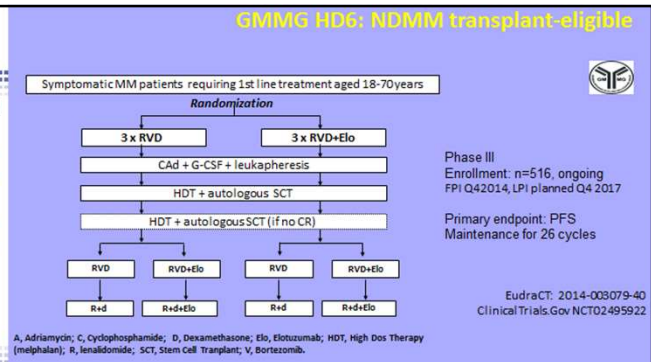 GMMG HD6: NDMM transplant-eligible
Symptomatic MM patients requiring 1st line treatment aged 18-70 years
Randomization
3 x RVD
3 x RVD+Elo
CAd + G-CSF + leukapheresis
HDT + autologous SCT
HDT + autologous SCT (if no CR)
RVD
RVD+Elo
RVD
RVD+Elo
R+d
R+d+Elo
R+d
R+d+Elo
GM MG
Phase III
Enrollment: n=516, ongoing
FPI Q42014, LPI planned Q4 2017
Primary endpoint: PFS
Maintenance for 26 cycles
EudraCT: 2014-003079-40
ClinicalTrials.Gov NCT02495922
A, Adriamycin; C, Cyclophosphamide; D, Dexamethasone; Elo, Elotuzumab; HDT, High Dos Therapy
(melphalan); R, lenalidomide; SCT, Stem Cell Tranplant; V, Bortezomib.